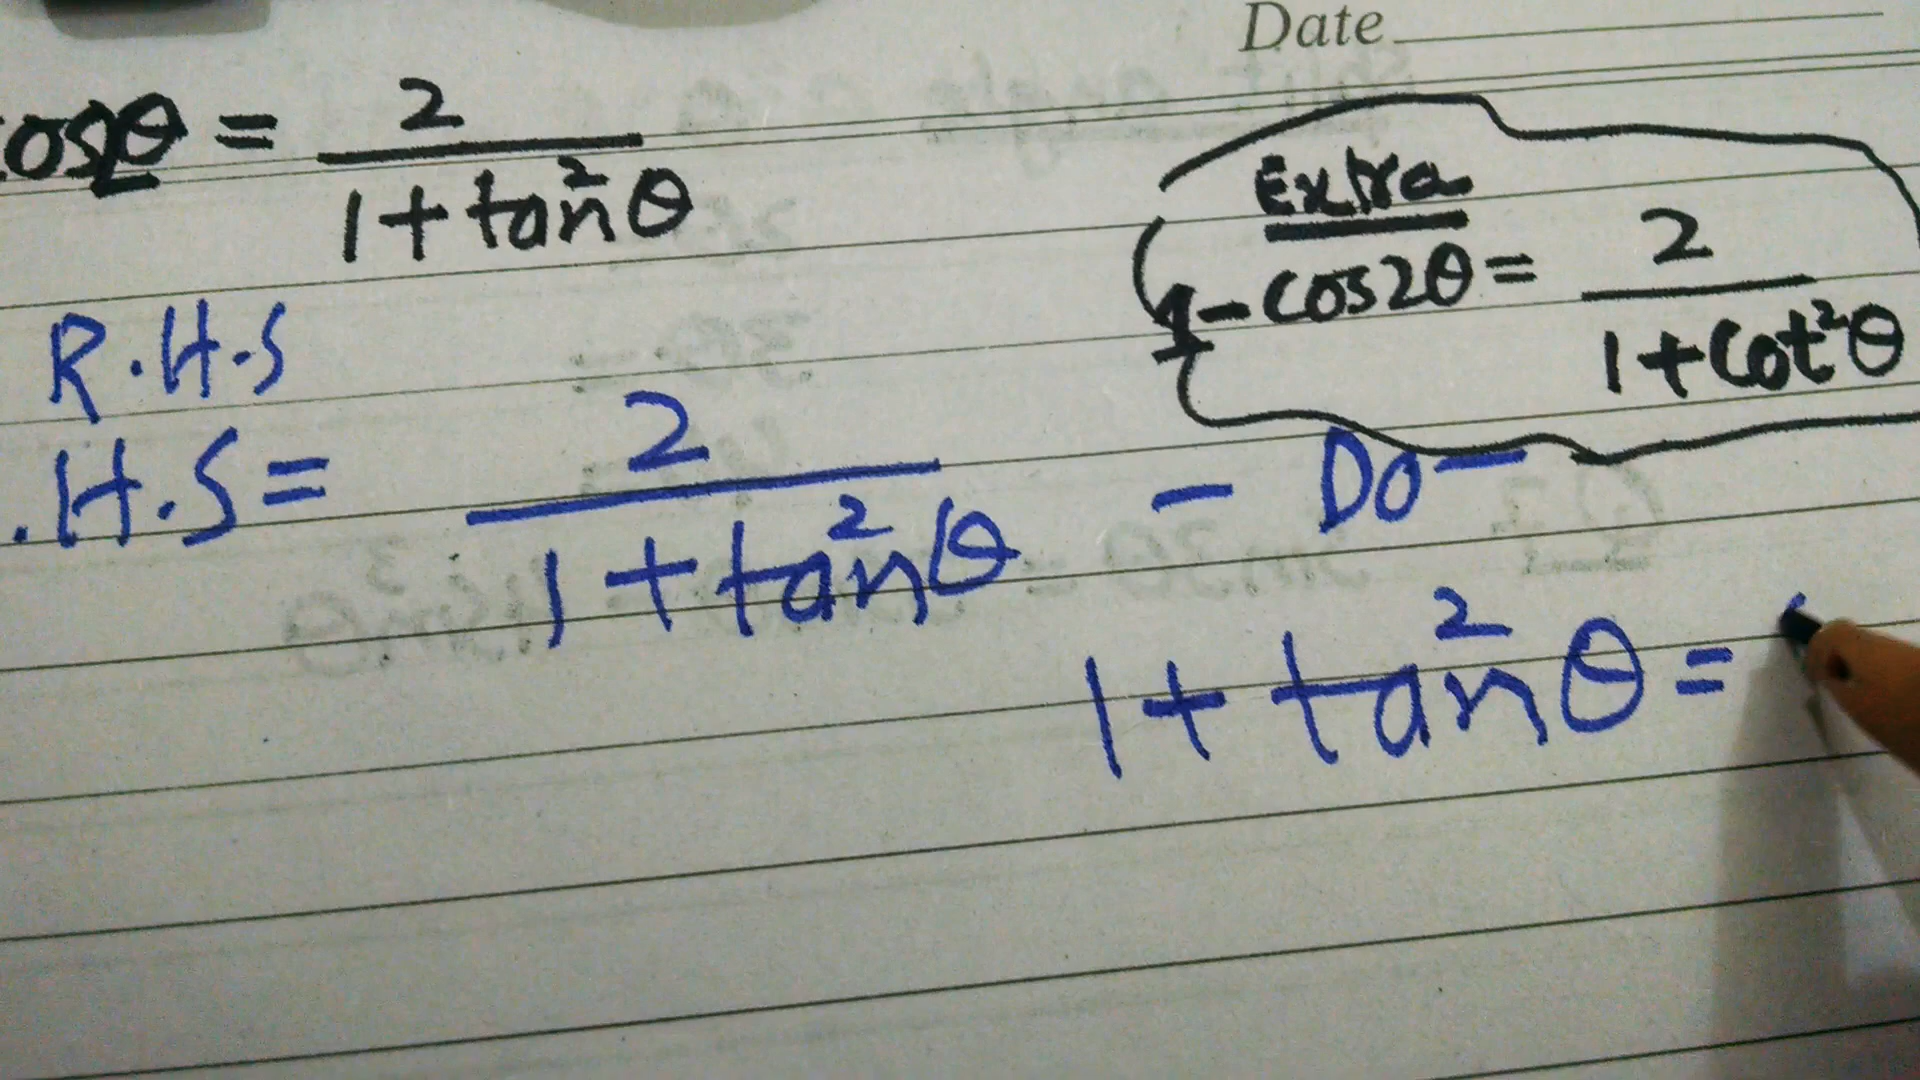 Date
cos2θ = 2 / 1 + tan²θ
Extra
1 - cos2θ = 2 / 1 + cot²θ
R.H.S
.H.S = 2 / 1 + tan²θ
- Do -
1 + tan²θ =